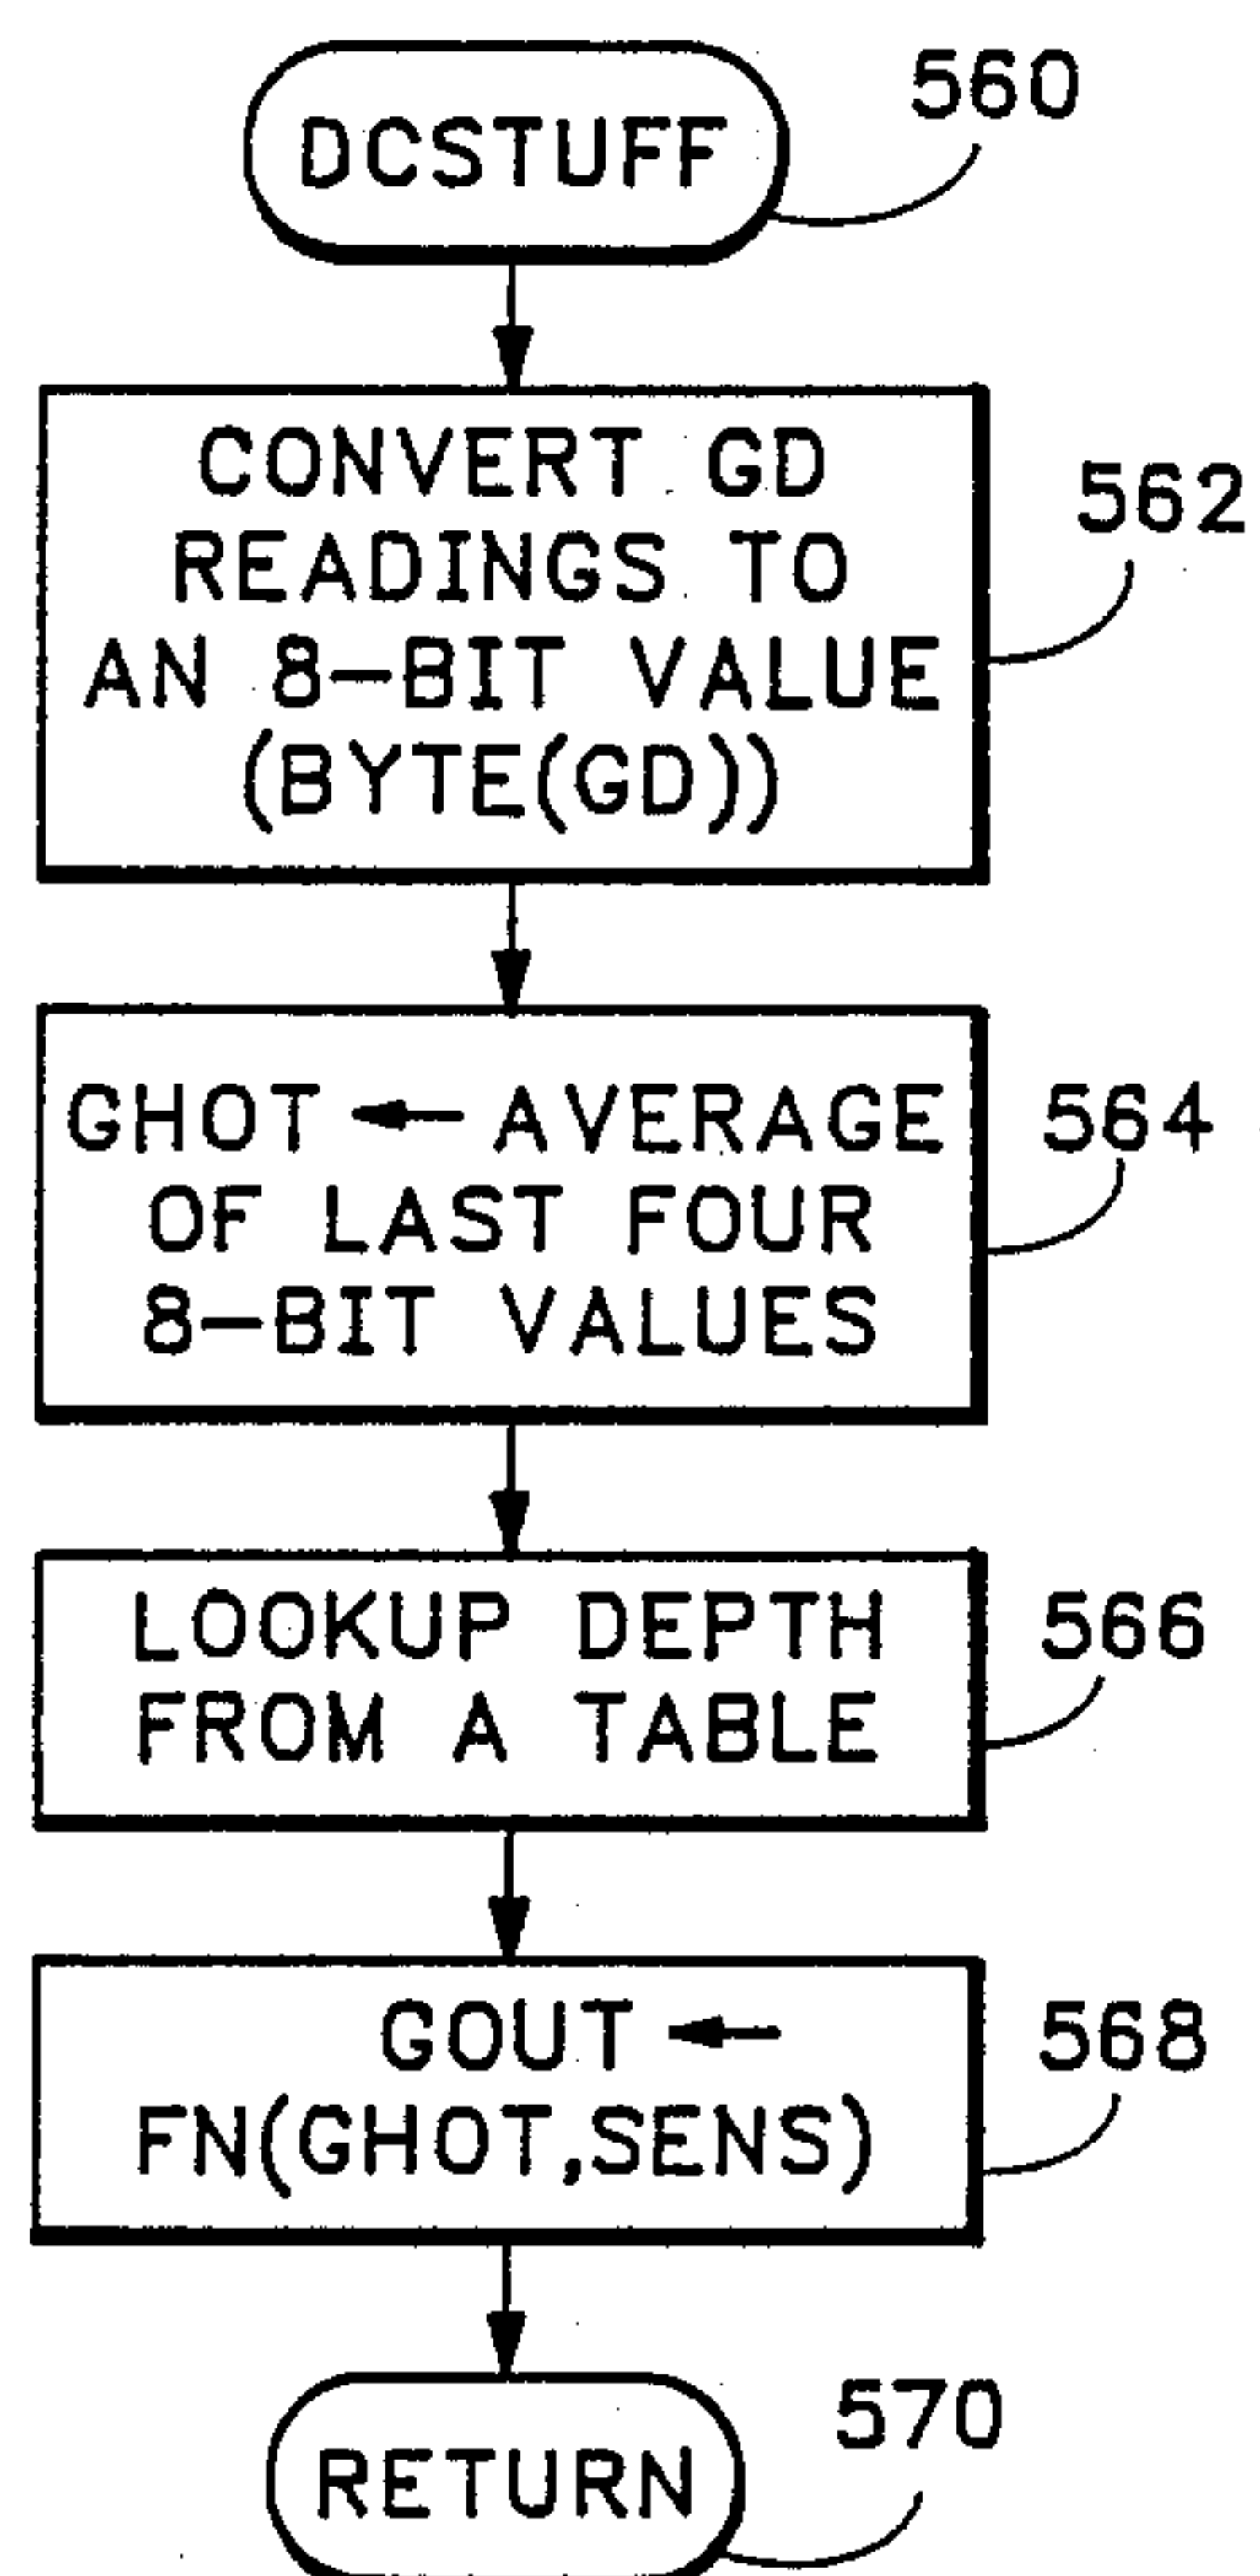 DCSTUFF
560
CONVERT GD
READINGS TO
AN 8-BIT VALUE
(BYTE(GD))
562
GHOT ← AVERAGE
OF LAST FOUR
8-BIT VALUES
564
LOOKUP DEPTH
FROM A TABLE
566
GOUT ←
FN(GHOT,SENS)
568
RETURN
570